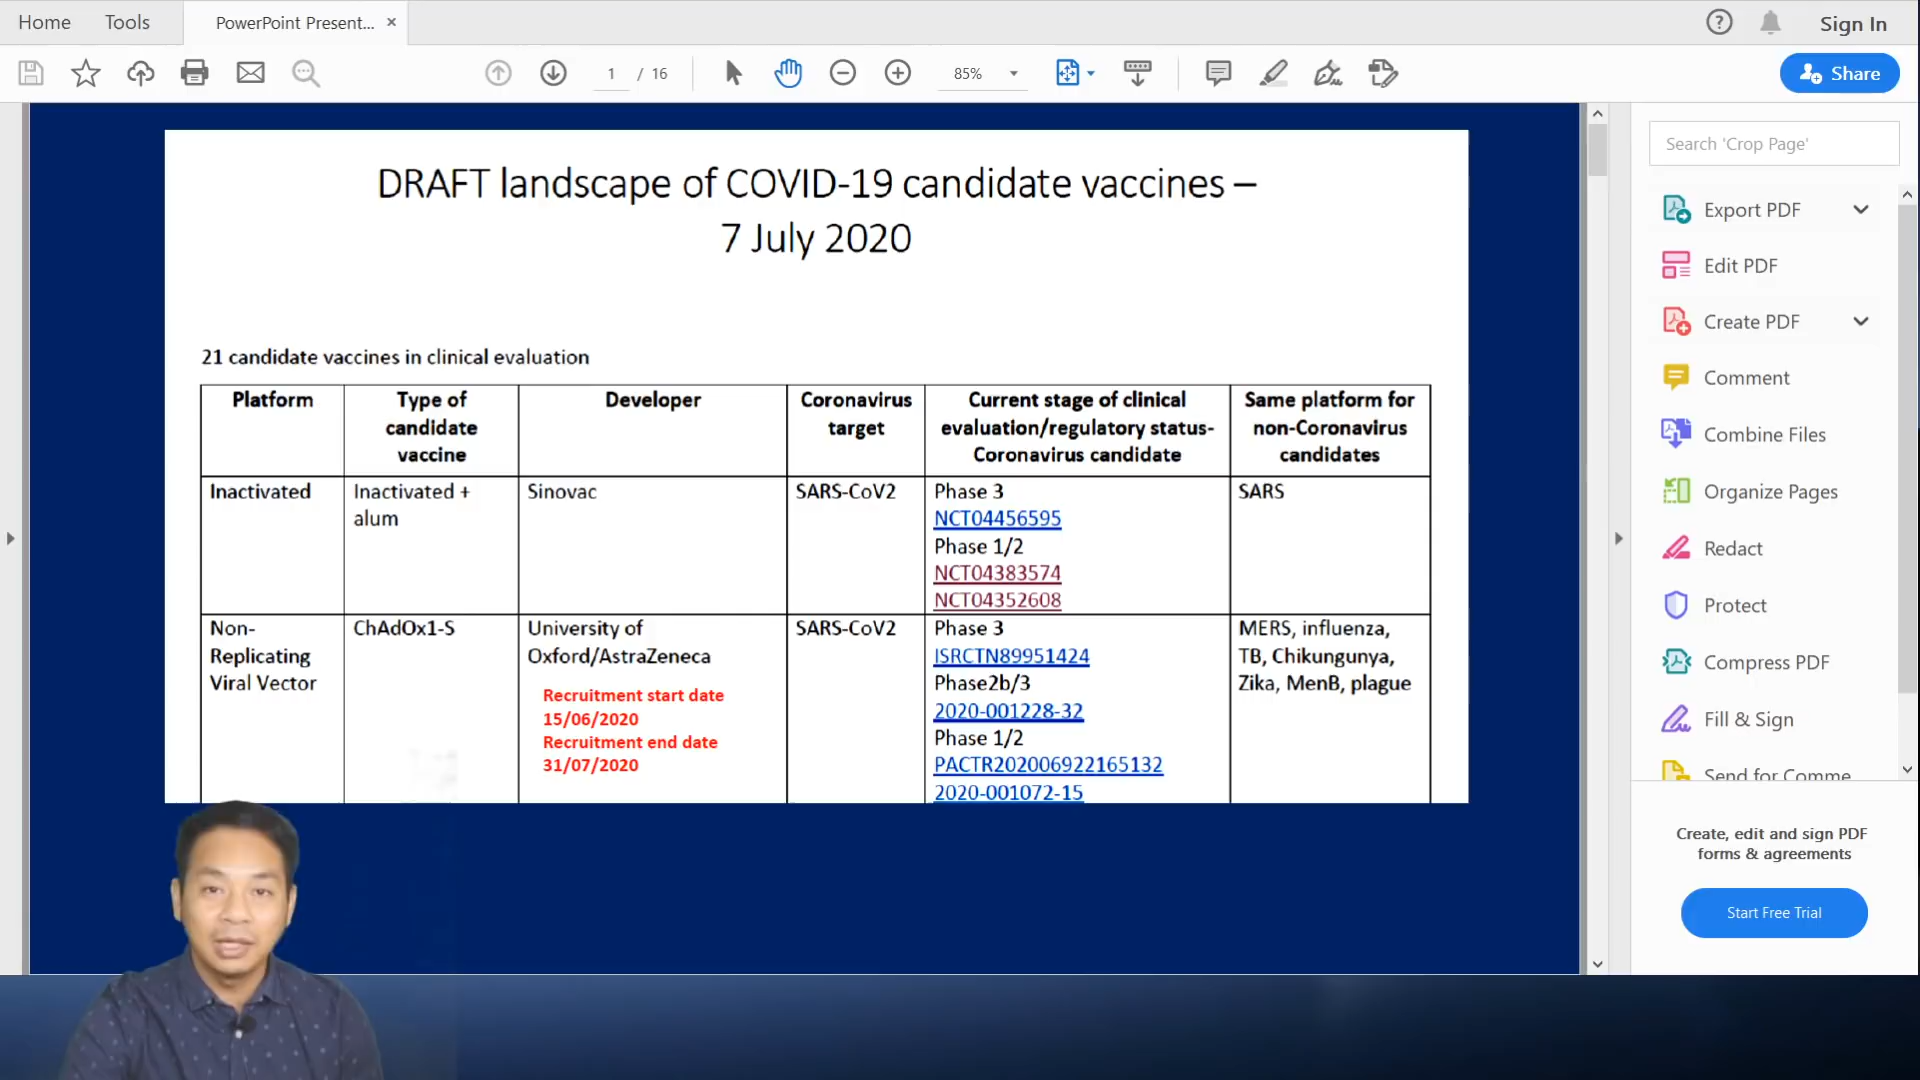 Home Tools PowerPoint Present... × Sign In
1 / 16 85% Share
Search 'Crop Page'
DRAFT landscape of COVID-19 candidate vaccines –
7 July 2020
21 candidate vaccines in clinical evaluation
Platform
Type of
candidate
vaccine
Developer
Coronavirus
target
Current stage of clinical
evaluation/regulatory status-
Coronavirus candidate
Same platform for
non-Coronavirus
candidates
Inactivated
Inactivated +
alum
Sinovac
SARS-CoV2
Phase 3
NCT04456595
Phase 1/2
NCT04383574
NCT04352608
SARS
Non-
Replicating
Viral Vector
ChAdOx1-S
University of
Oxford/AstraZeneca
Recruitment start date
15/06/2020
Recruitment end date
31/07/2020
SARS-CoV2
Phase 3
ISRCTN89951424
Phase2b/3
2020-001228-32
Phase 1/2
PACTR202006922165132
2020-001072-15
MERS, influenza,
TB, Chikungunya,
Zika, MenB, plague
Export PDF
Edit PDF
Create PDF
Comment
Combine Files
Organize Pages
Redact
Protect
Compress PDF
Fill & Sign
Send for Comme
Create, edit and sign PDF
forms & agreements
Start Free Trial